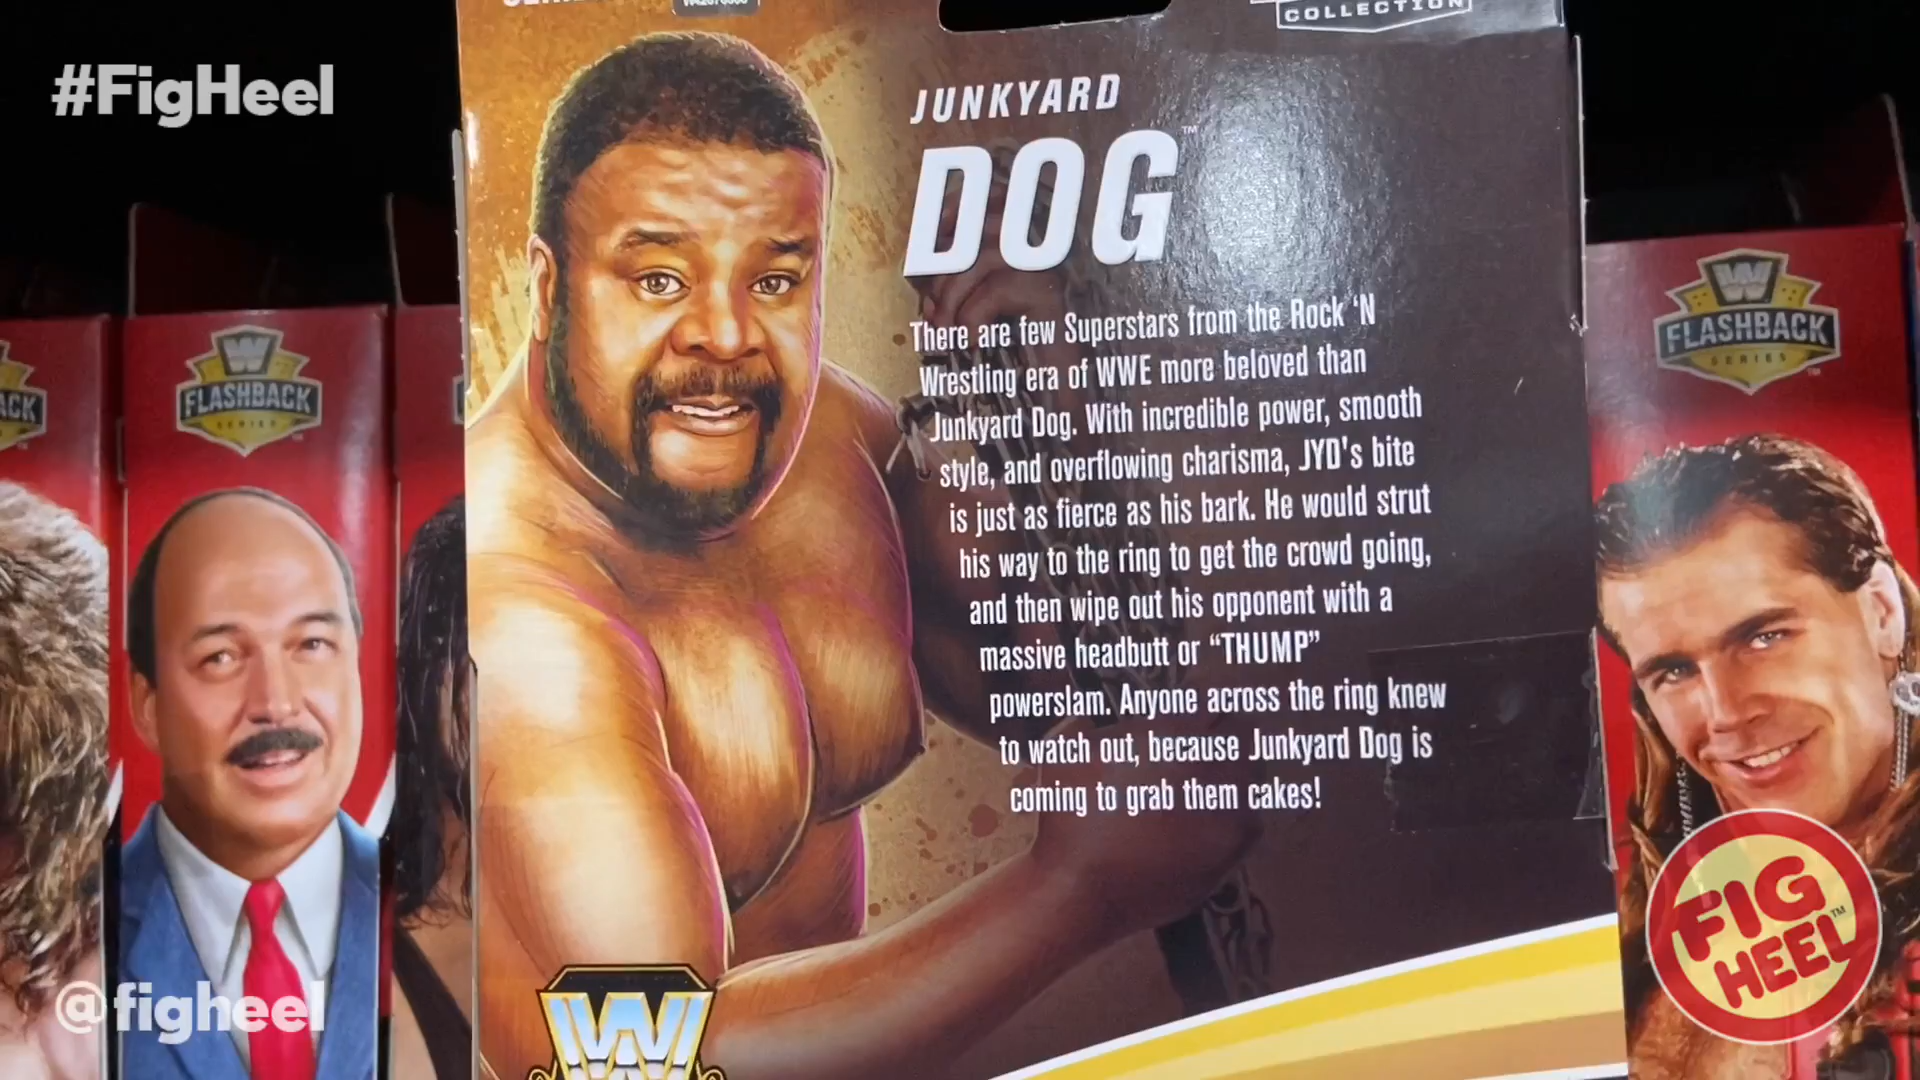 #FigHeel
COLLECTION
JUNKYARD
DOG™
There are few Superstars from the Rock 'N
Wrestling era of WWE more beloved than
Junkyard Dog. With incredible power, smooth
style, and overflowing charisma, JYD's bite
is just as fierce as his bark. He would strut
his way to the ring to get the crowd going,
and then wipe out his opponent with a
massive headbutt or “THUMP”
powerslam. Anyone across the ring knew
to watch out, because Junkyard Dog is
coming to grab them cakes!
FLASHBACK
SERIES
FLASHBACK
SERIES
@figheel
FIG
HEEL™